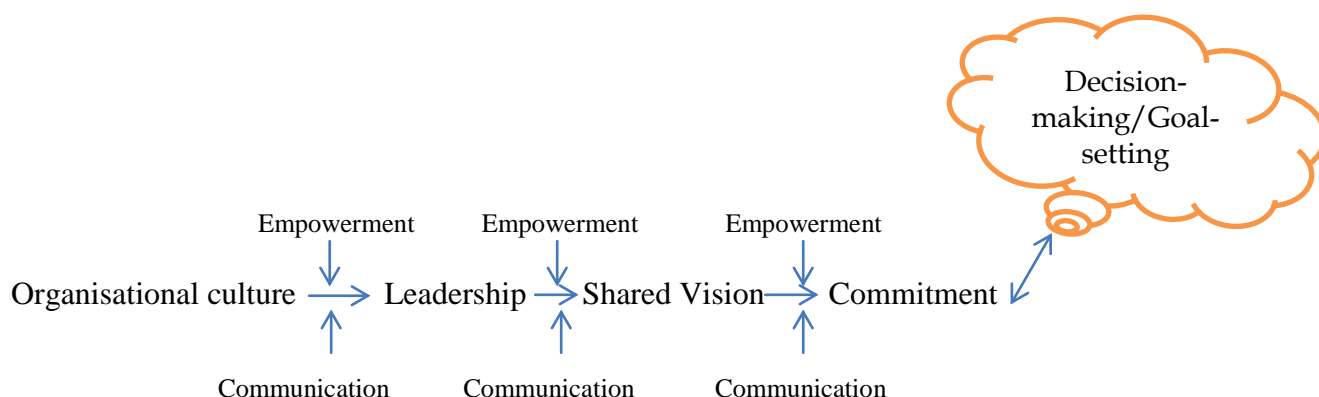 Decision-
making/Goal-
setting
Empowerment Empowerment Empowerment
Organisational culture Leadership Shared Vision Commitment
Communication Communication Communication